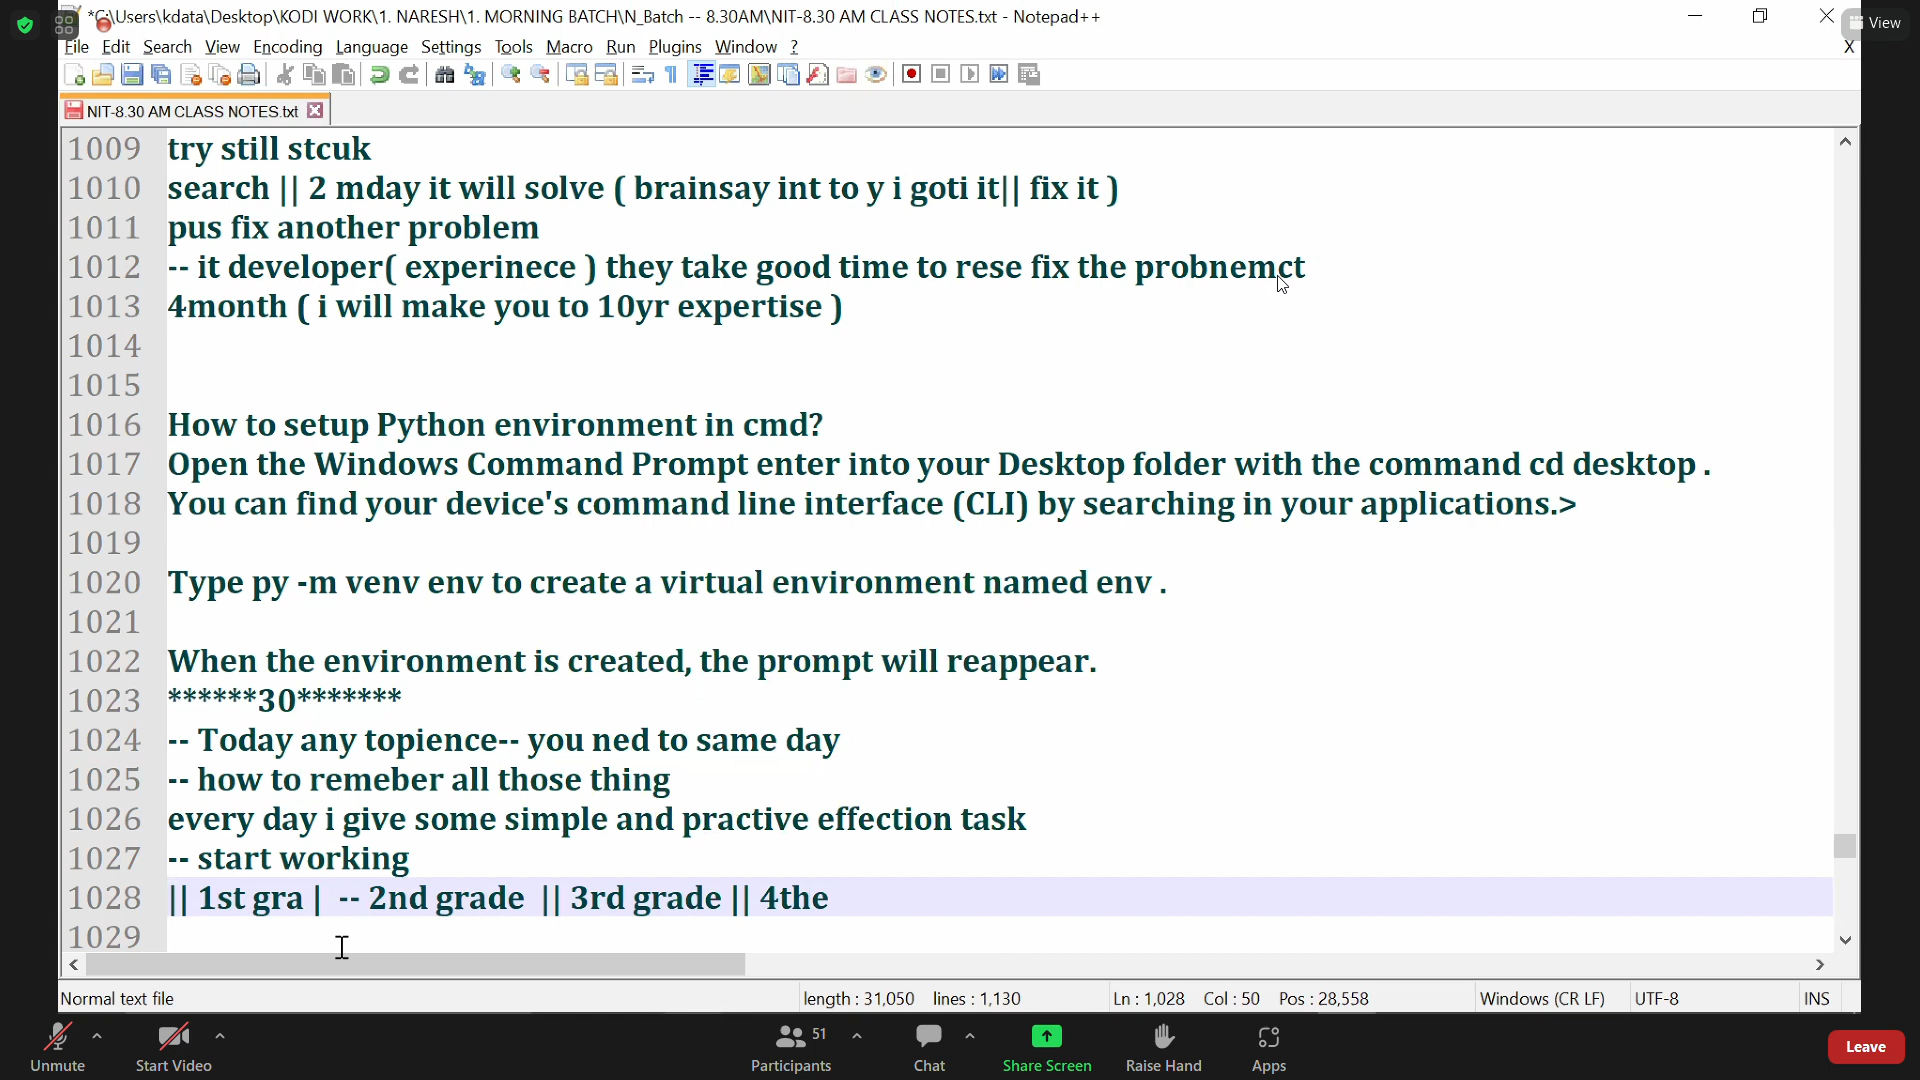 *C:\Users\kdata\Desktop\KODI WORK\1. NARESH\1. MORNING BATCH\N_Batch -- 8.30AM\NIT-8.30 AM CLASS NOTES.txt - Notepad++
View
File Edit Search View Encoding Language Settings Tools Macro Run Plugins Window ?
X
NIT-8.30 AM CLASS NOTES.txt
1009 try still stcuk
1010 search || 2 mday it will solve ( brainsay int to y i goti it|| fix it )
1011 pus fix another problem
1012 -- it developer( experinece ) they take good time to rese fix the probnemct
1013 4month ( i will make you to 10yr expertise )
1014
1015
1016 How to setup Python environment in cmd?
1017 Open the Windows Command Prompt enter into your Desktop folder with the command cd desktop .
1018 You can find your device's command line interface (CLI) by searching in your applications.>
1019
1020 Type py -m venv env to create a virtual environment named env .
1021
1022 When the environment is created, the prompt will reappear.
1023 ******30*******
1024 -- Today any topience-- you ned to same day
1025 -- how to remeber all those thing
1026 every day i give some simple and practive effection task
1027 -- start working
1028 || 1st gra |  -- 2nd grade  || 3rd grade || 4the
1029
Normal text file length : 31,050 lines : 1,130 Ln : 1,028 Col : 50 Pos : 28,558 Windows (CR LF) UTF-8 INS
51
Unmute Start Video Participants Chat Share Screen Raise Hand Apps Leave